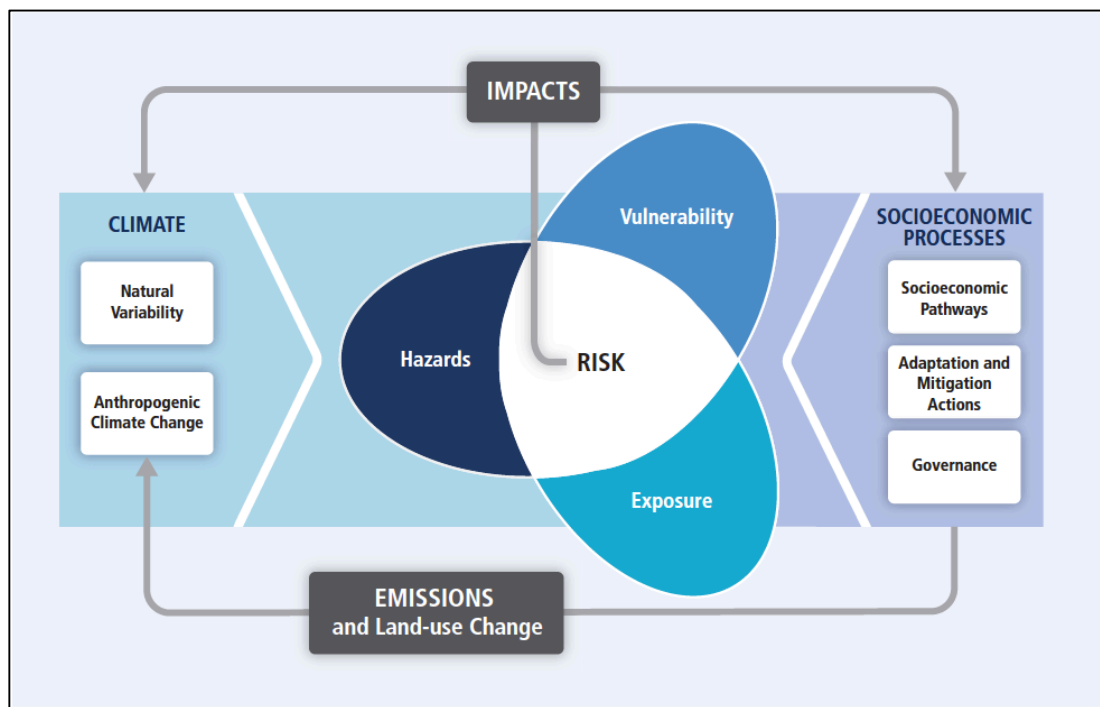 IMPACTS
CLIMATE
Natural
Variability
Anthropogenic
Climate Change
Vulnerability
Hazards
RISK
Exposure
SOCIOECONOMIC
PROCESSES
Socioeconomic
Pathways
Adaptation and
Mitigation
Actions
Governance
EMISSIONS
and Land-use Change